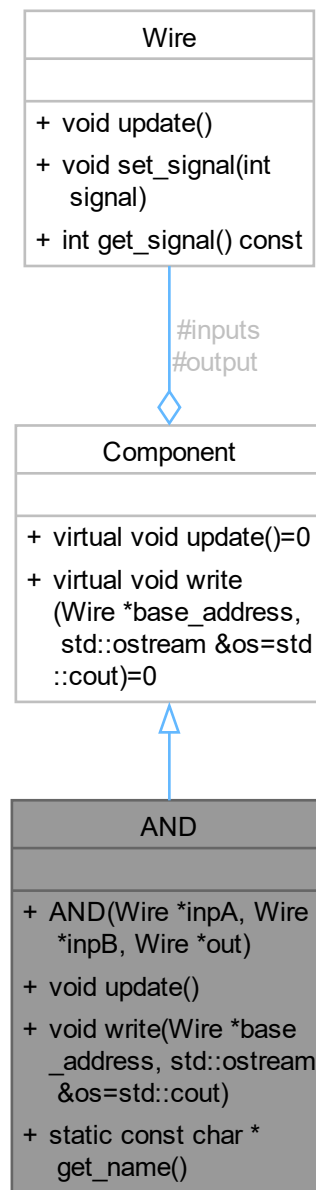 Wire
+ void update()
+ void set_signal(int
signal)
+ int get_signal() const
#inputs
#output
Component
+ virtual void update()=0
+ virtual void write
(Wire *base_address,
std::ostream &os=std
::cout)=0
AND
+ AND(Wire *inpA, Wire
*inpB, Wire *out)
+ void update()
+ void write(Wire *base
_address, std::ostream
&os=std::cout)
+ static const char *
get_name()